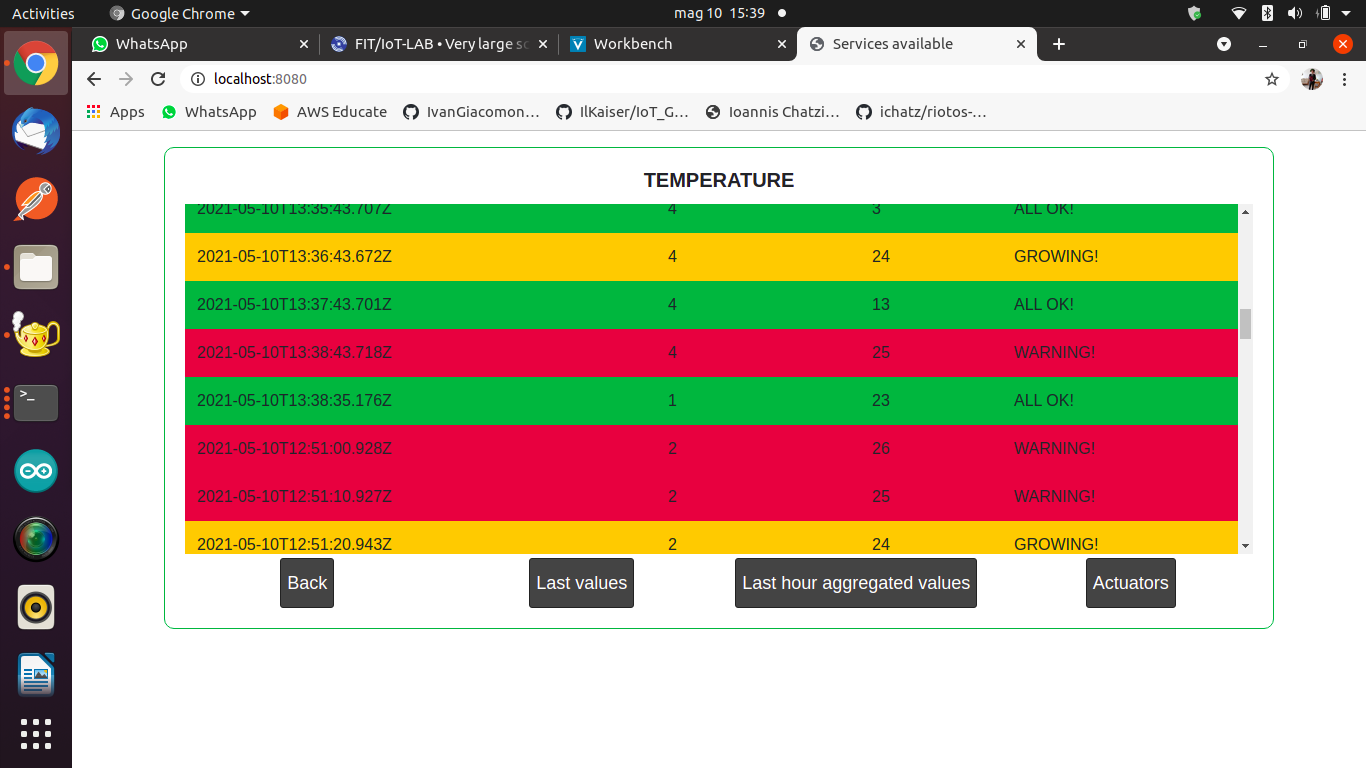 Activities Google Chrome mag 10 15:39
WhatsApp FIT/IoT-LAB • Very large sc Workbench Services available
localhost:8080
Apps WhatsApp AWS Educate IvanGiacomon… IlKaiser/IoT_G… Ioannis Chatzi… ichatz/riotos-…
TEMPERATURE
2021-05-10T13:35:43.707Z 4 3 ALL OK!
2021-05-10T13:36:43.672Z 4 24 GROWING!
2021-05-10T13:37:43.701Z 4 13 ALL OK!
2021-05-10T13:38:43.718Z 4 25 WARNING!
2021-05-10T13:38:35.176Z 1 23 ALL OK!
2021-05-10T12:51:00.928Z 2 26 WARNING!
2021-05-10T12:51:10.927Z 2 25 WARNING!
2021-05-10T12:51:20.943Z 2 24 GROWING!
Back Last values Last hour aggregated values Actuators